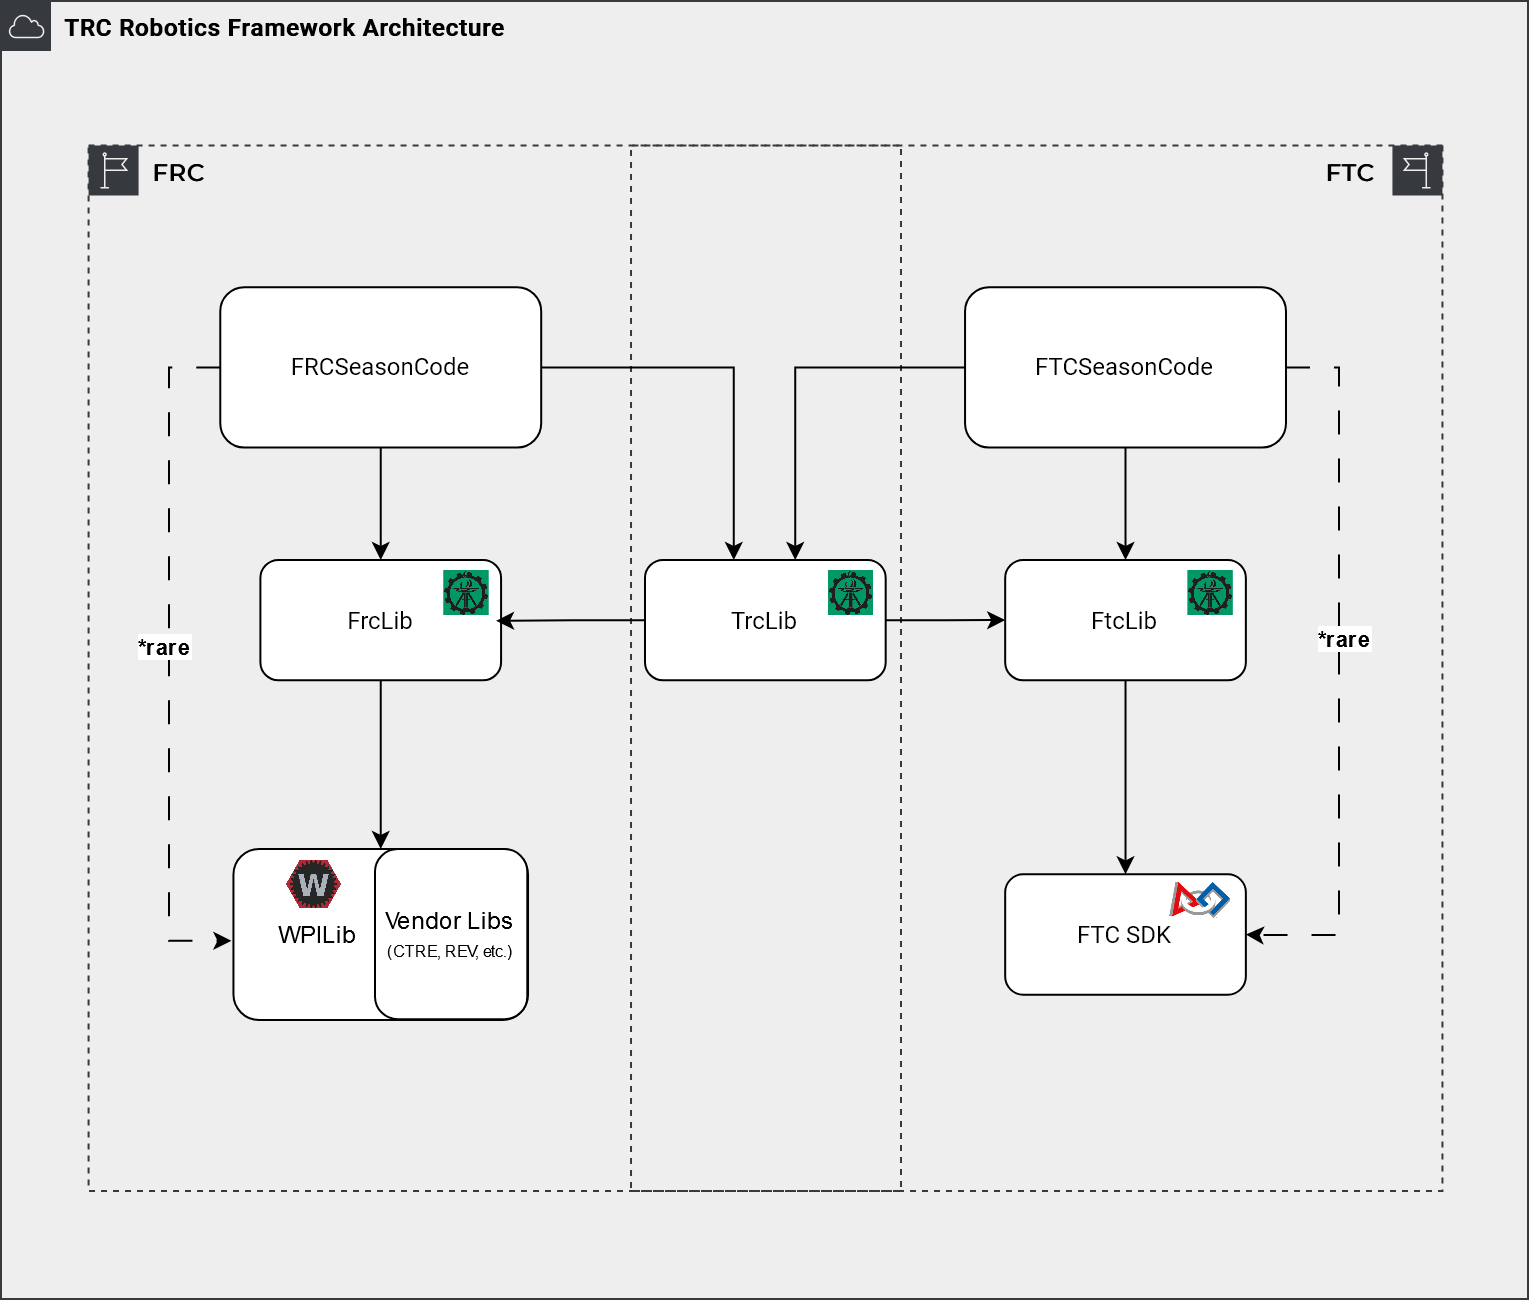 TRC Robotics Framework Architecture
FRC
FTC
FRCSeasonCode
FTCSeasonCode
FrcLib
TrcLib
FtcLib
*rare
*rare
W
WPILib
Vendor Libs
(CTRE, REV, etc.)
FTC SDK